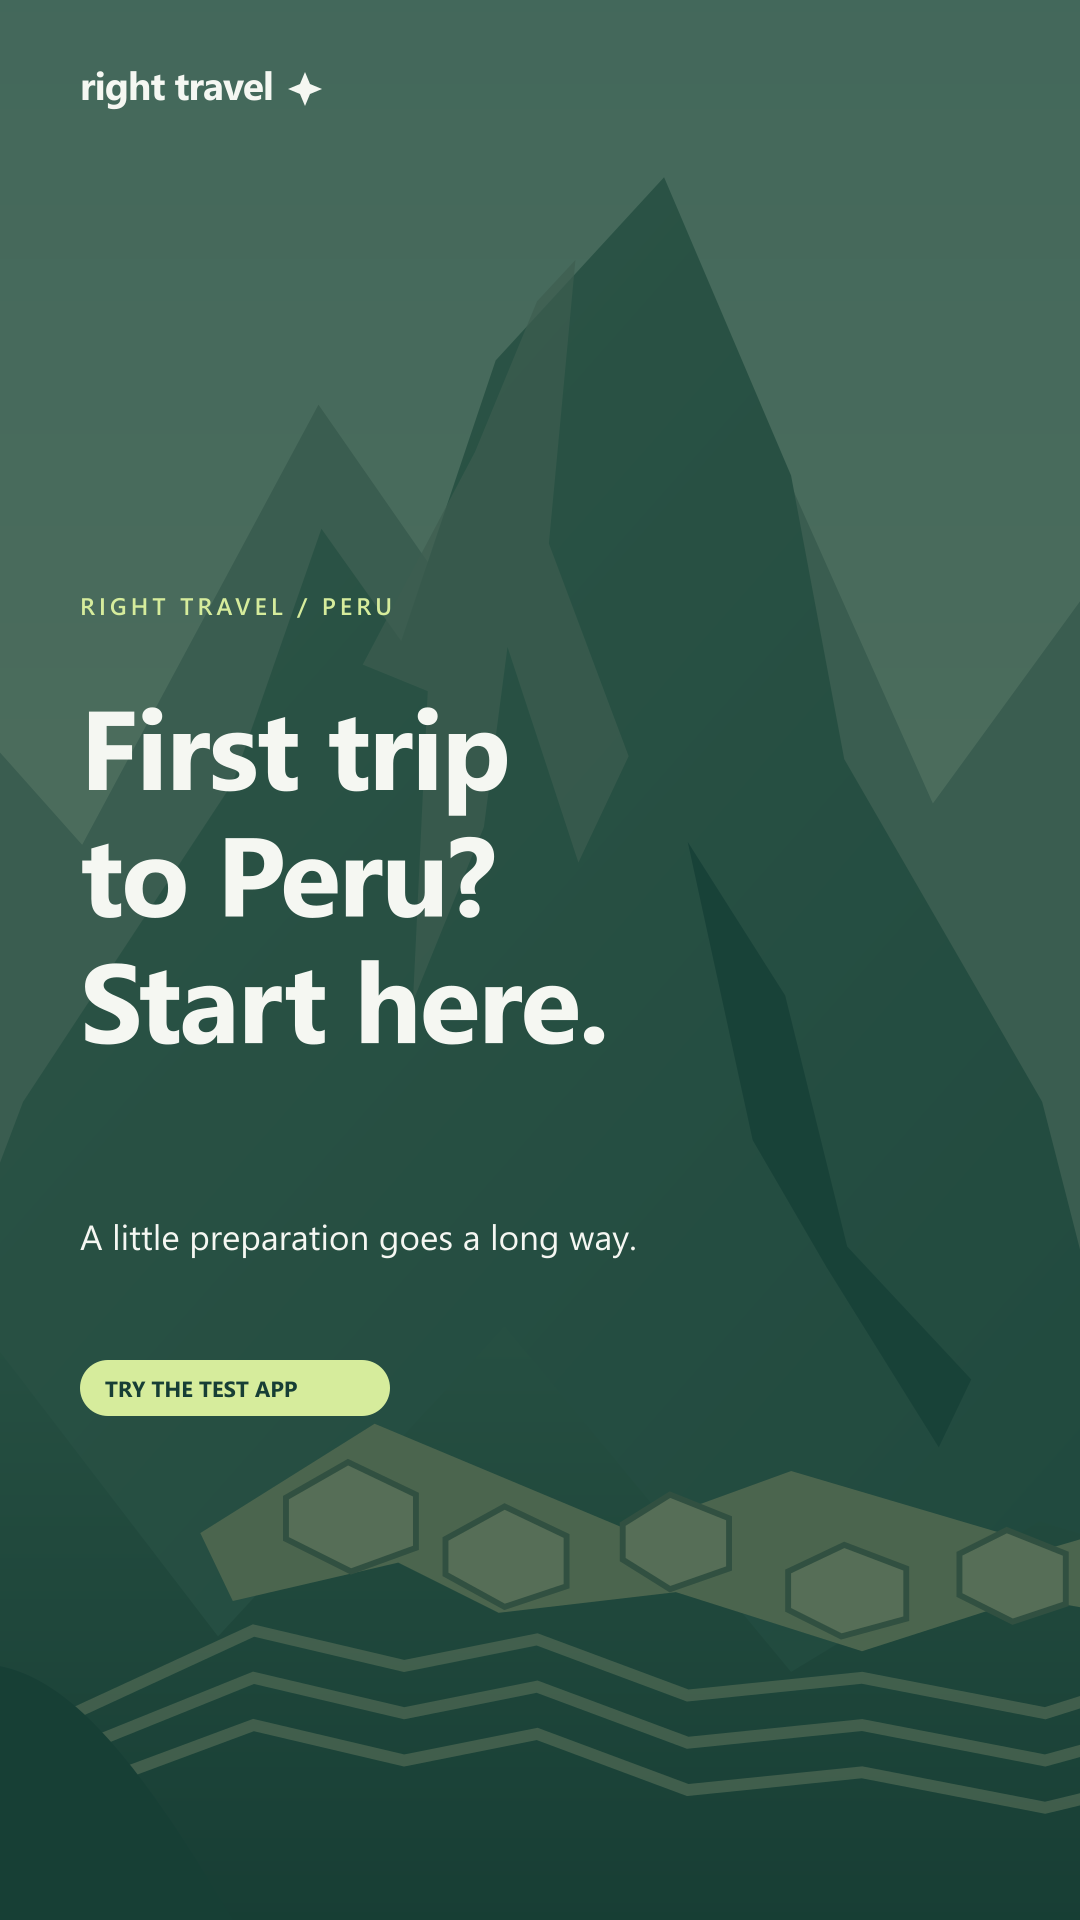 right travel
RIGHT TRAVEL / PERU
First trip
to Peru?
Start here.
A little preparation goes a long way.
TRY THE TEST APP